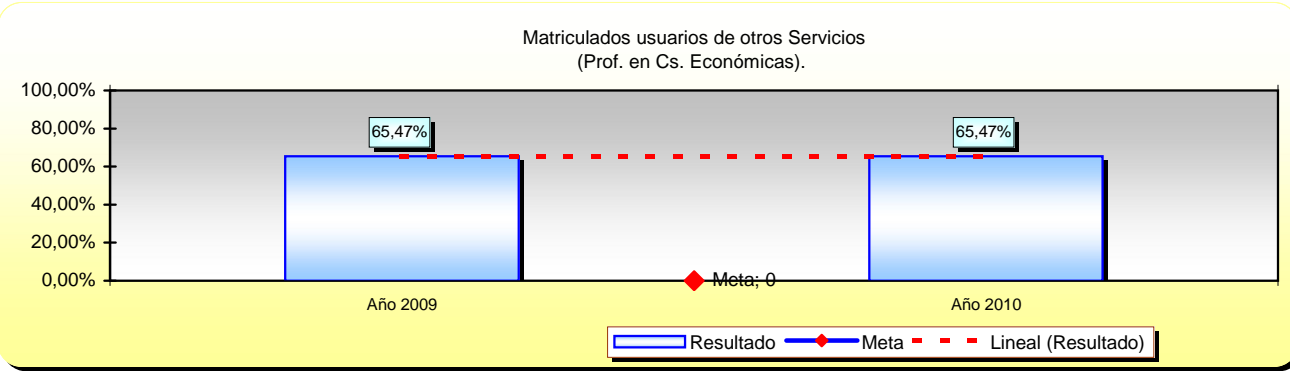 Matriculados usuarios de otros Servicios
(Prof. en Cs. Económicas).
100,00%
80,00%
60,00%
40,00%
20,00%
0,00%
65,47%
65,47%
Meta; 0
Año 2009
Año 2010
Resultado
Meta
Lineal (Resultado)